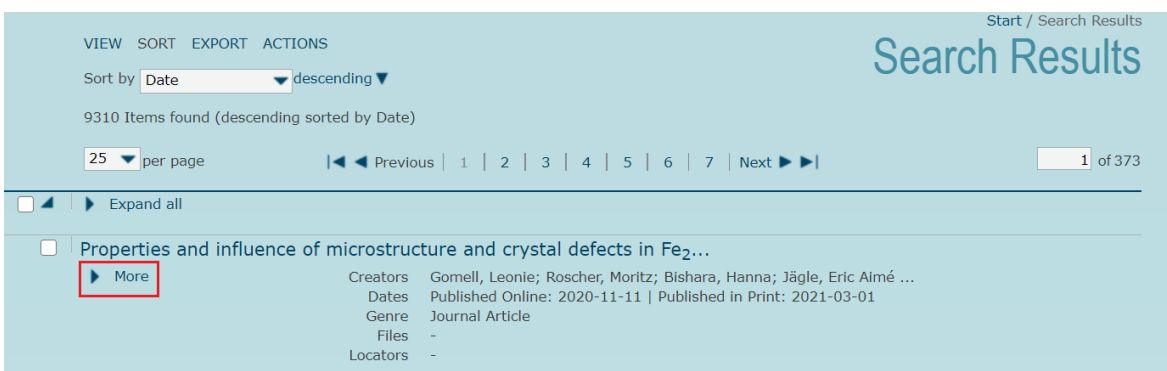 Start / Search Results
VIEW SORT EXPORT ACTIONS
Search Results
Sort by Date descending
9310 Items found (descending sorted by Date)
25 per page Previous 1 2 3 4 5 6 7 Next 1 of 373
Expand all
Properties and influence of microstructure and crystal defects in Fe₂...
More Creators Gomell, Leonie; Roscher, Moritz; Bishara, Hanna; Jägle, Eric Aimé ...
Dates Published Online: 2020-11-11 | Published in Print: 2021-03-01
Genre Journal Article
Files -
Locators -